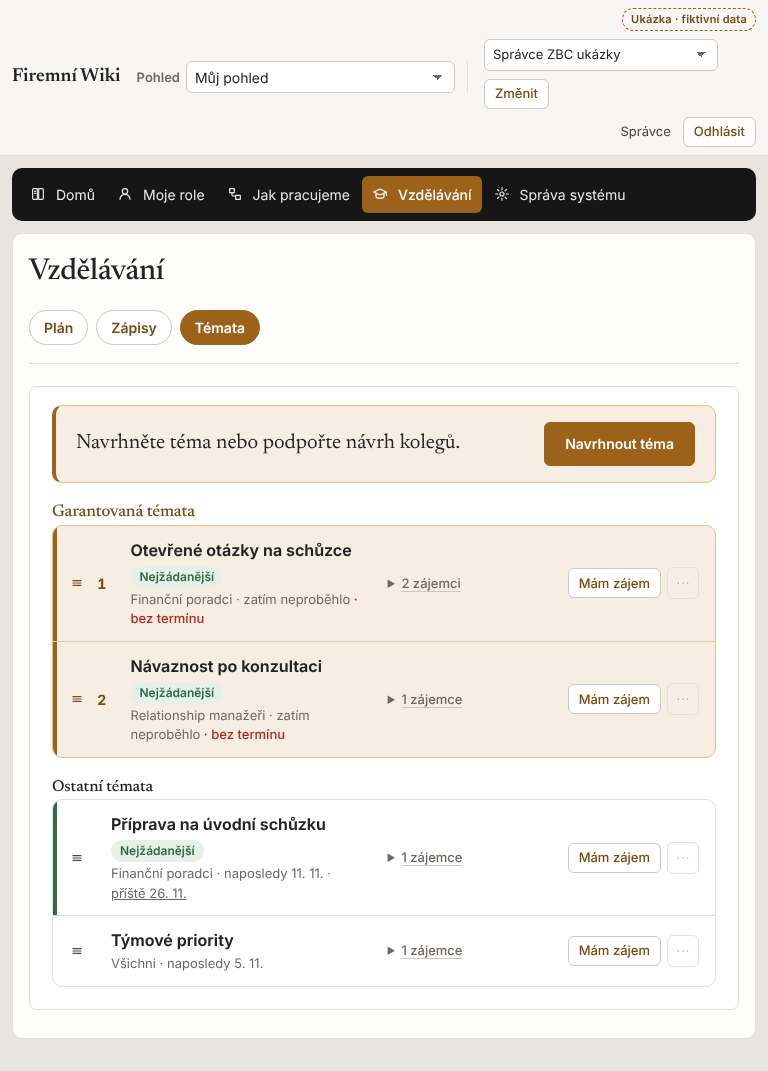 Ukázka · fiktivní data
Firemní Wiki
Pohled
Můj pohled
Správce ZBC ukázky
Změnit
Správce
Odhlásit
Domů
Moje role
Jak pracujeme
Vzdělávání
Správa systému
Vzdělávání
Plán
Zápisy
Témata
Navrhněte téma nebo podpořte návrh kolegů.
Navrhnout téma
Garantovaná témata
1
Otevřené otázky na schůzce
Nejžádanější
Finanční poradci · zatím neproběhlo ·
bez termínu
2 zájemci
Mám zájem
···
2
Návaznost po konzultaci
Nejžádanější
Relationship manažeři · zatím
neproběhlo · bez termínu
1 zájemce
Mám zájem
···
Ostatní témata
Příprava na úvodní schůzku
Nejžádanější
Finanční poradci · naposledy 11. 11. ·
příště 26. 11.
1 zájemce
Mám zájem
···
Týmové priority
Všichni · naposledy 5. 11.
1 zájemce
Mám zájem
···